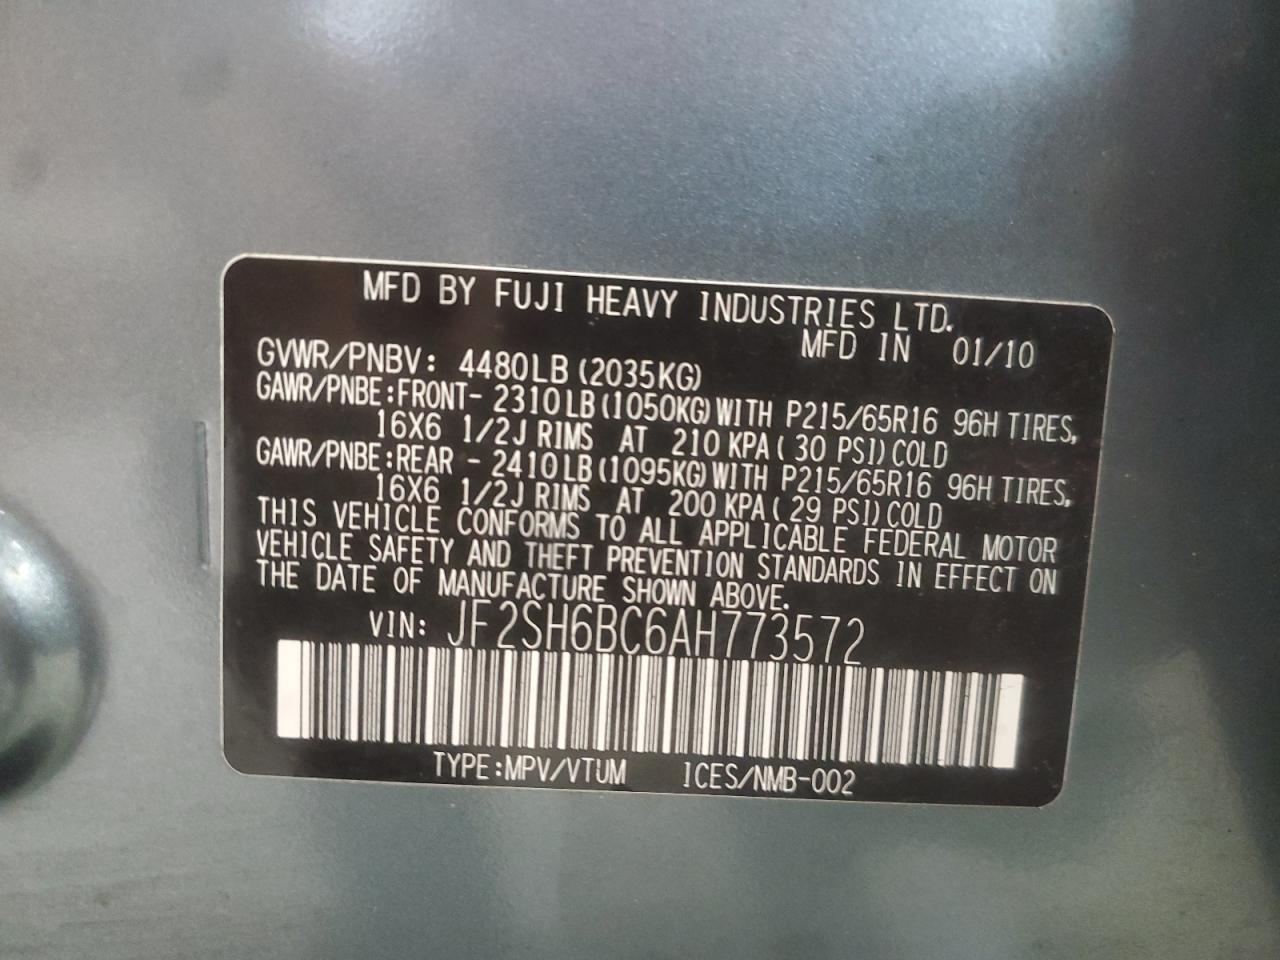 MFD BY FUJI HEAVY INDUSTRIES LTD.
MFD IN 01/10
GVWR/PNBV: 4480LB (2035KG)
GAWR/PNBE:FRONT- 2310LB(1050KG)WITH P215/65R16 96H TIRES,
16X6 1/2J RIMS AT 210 KPA( 30 PSI)COLD
GAWR/PNBE:REAR - 2410LB(1095KG)WITH P215/65R16 96H TIRES,
16X6 1/2J RIMS AT 200 KPA( 29 PSI)COLD
THIS VEHICLE CONFORMS TO ALL APPLICABLE FEDERAL MOTOR
VEHICLE SAFETY AND THEFT PREVENTION STANDARDS IN EFFECT ON
THE DATE OF MANUFACTURE SHOWN ABOVE.
VIN: JF2SH6BC6AH773572
TYPE:MPV/VTUM ICES/NMB-002